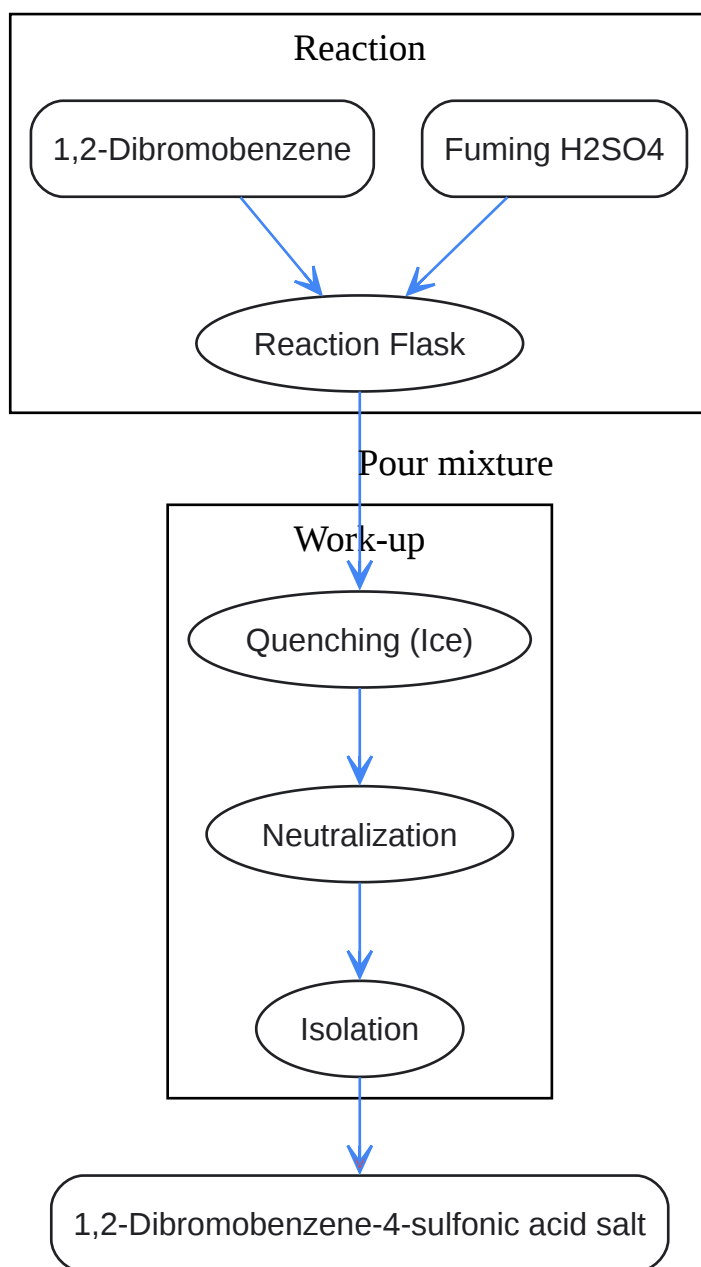 Reaction
1,2-Dibromobenzene
Fuming H2SO4
Reaction Flask
Pour mixture
Work-up
Quenching (Ice)
Neutralization
Isolation
1,2-Dibromobenzene-4-sulfonic acid salt